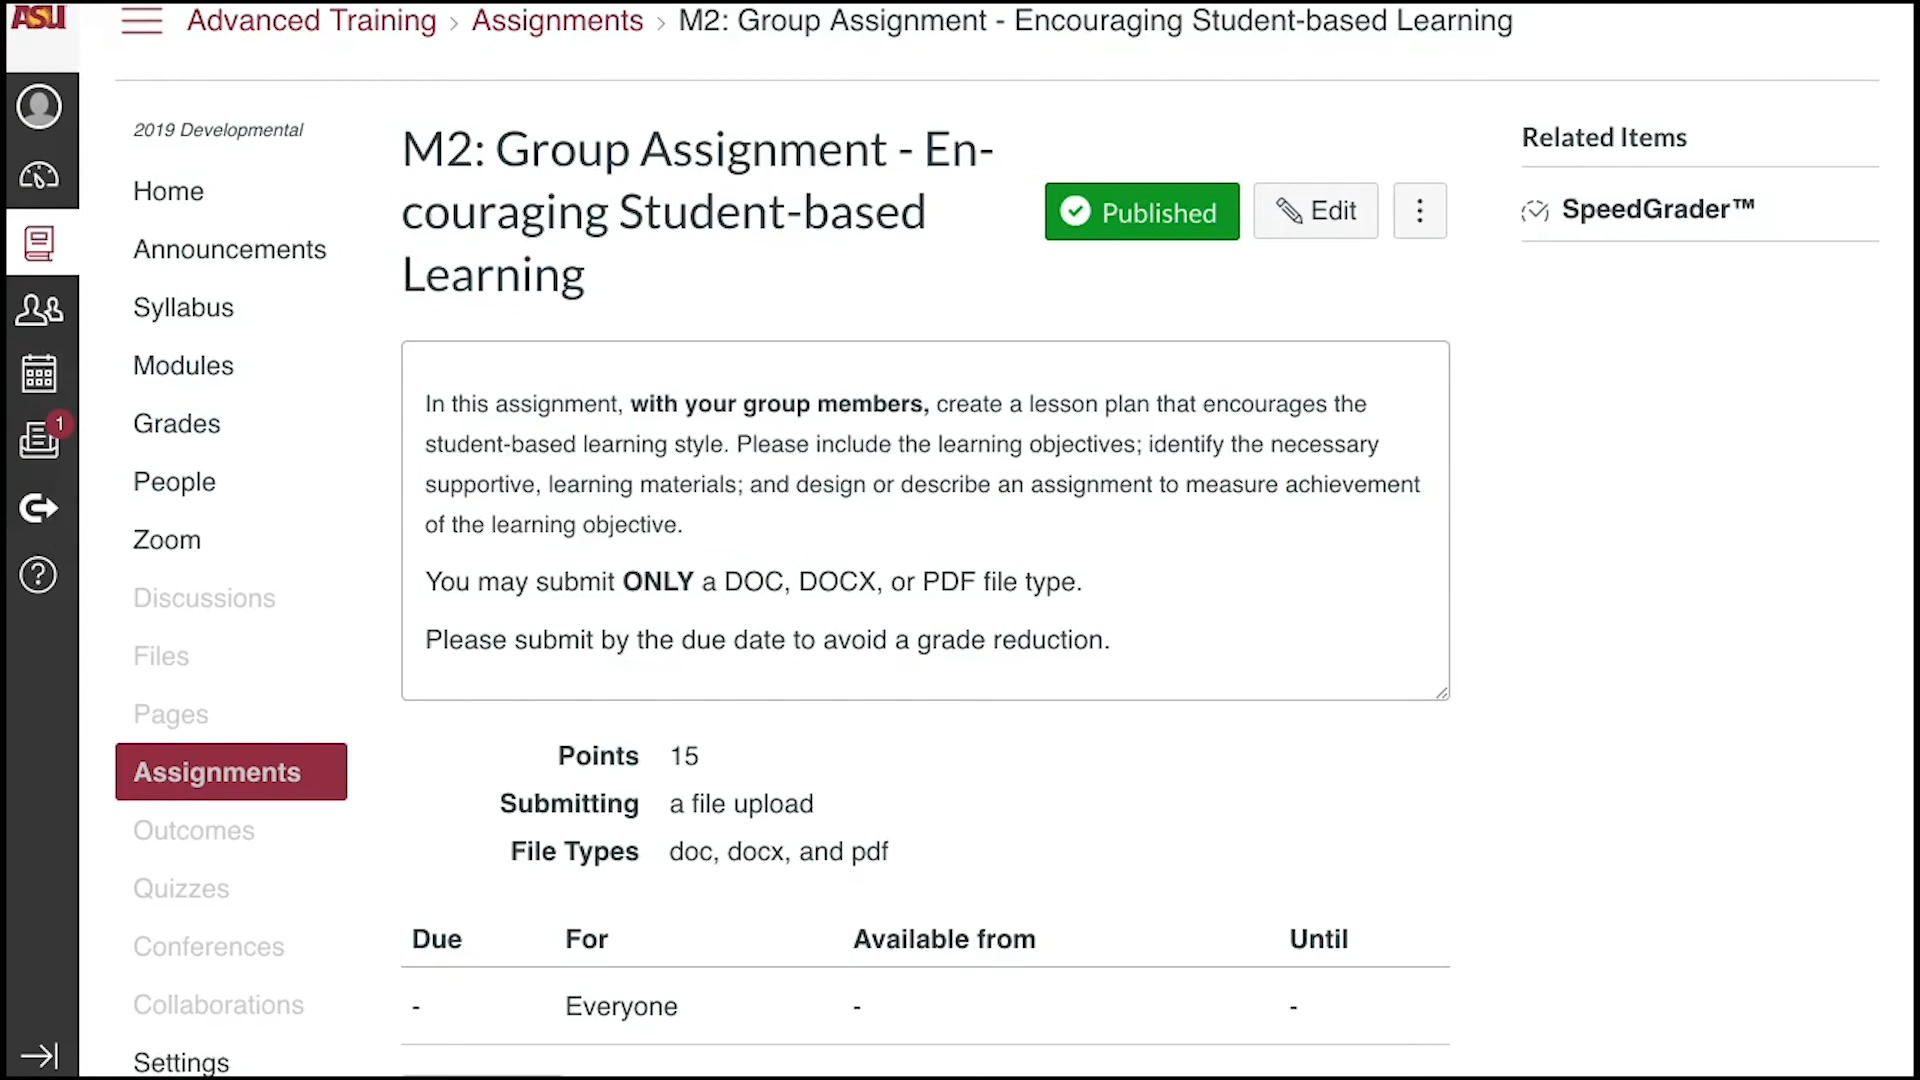 ASU
Advanced Training › Assignments › M2: Group Assignment - Encouraging Student-based Learning
2019 Developmental
Home
Announcements
Syllabus
Modules
Grades
People
Zoom
Discussions
Files
Pages
Assignments
Outcomes
Quizzes
Conferences
Collaborations
Settings
1
M2: Group Assignment - En-
couraging Student-based
Learning
Published
Edit
In this assignment, with your group members, create a lesson plan that encourages the
student-based learning style. Please include the learning objectives; identify the necessary
supportive, learning materials; and design or describe an assignment to measure achievement
of the learning objective.
You may submit ONLY a DOC, DOCX, or PDF file type.
Please submit by the due date to avoid a grade reduction.
Points 15
Submitting a file upload
File Types doc, docx, and pdf
Due For Available from Until
- Everyone - -
Related Items
SpeedGrader™